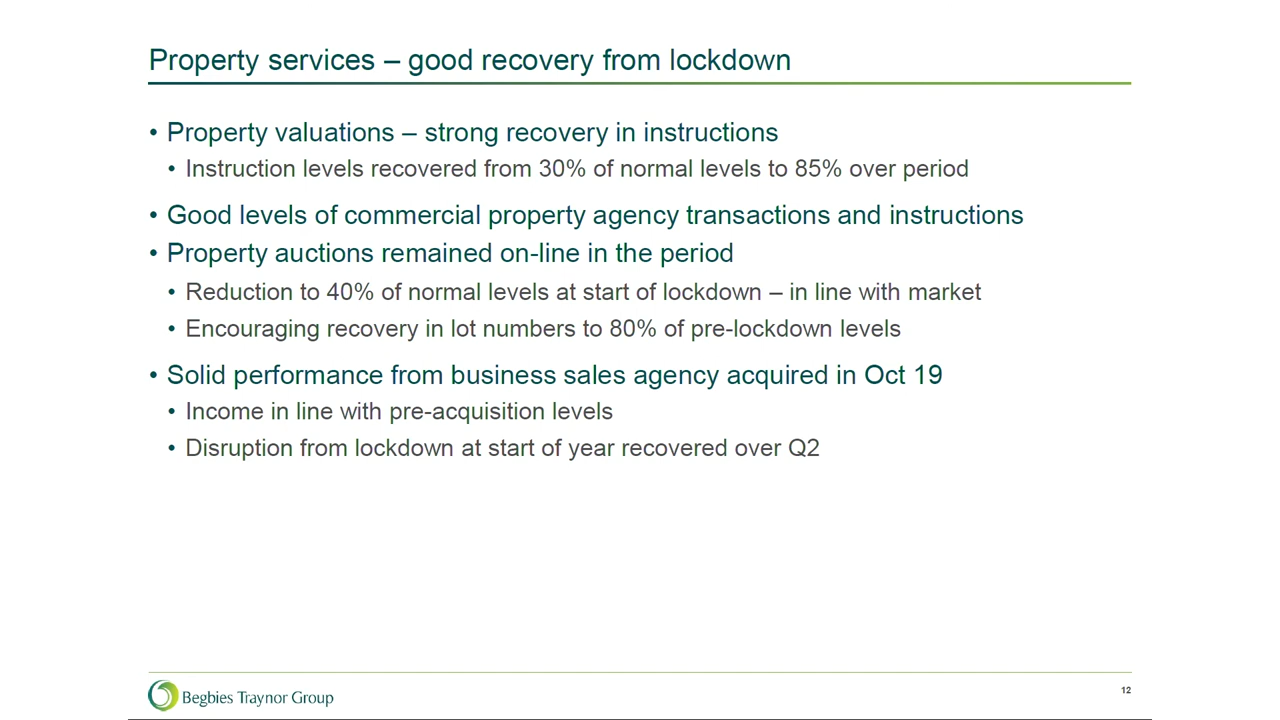 Property services – good recovery from lockdown
• Property valuations – strong recovery in instructions
• Instruction levels recovered from 30% of normal levels to 85% over period
• Good levels of commercial property agency transactions and instructions
• Property auctions remained on-line in the period
• Reduction to 40% of normal levels at start of lockdown – in line with market
• Encouraging recovery in lot numbers to 80% of pre-lockdown levels
• Solid performance from business sales agency acquired in Oct 19
• Income in line with pre-acquisition levels
• Disruption from lockdown at start of year recovered over Q2
Begbies Traynor Group
12